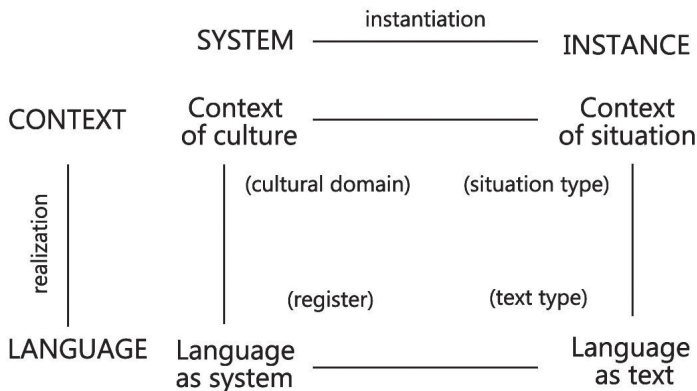 instantiation
SYSTEM
INSTANCE
CONTEXT
Context
of culture
Context
of situation
(cultural domain)
(situation type)
realization
(register)
(text type)
LANGUAGE
Language
as system
Language
as text